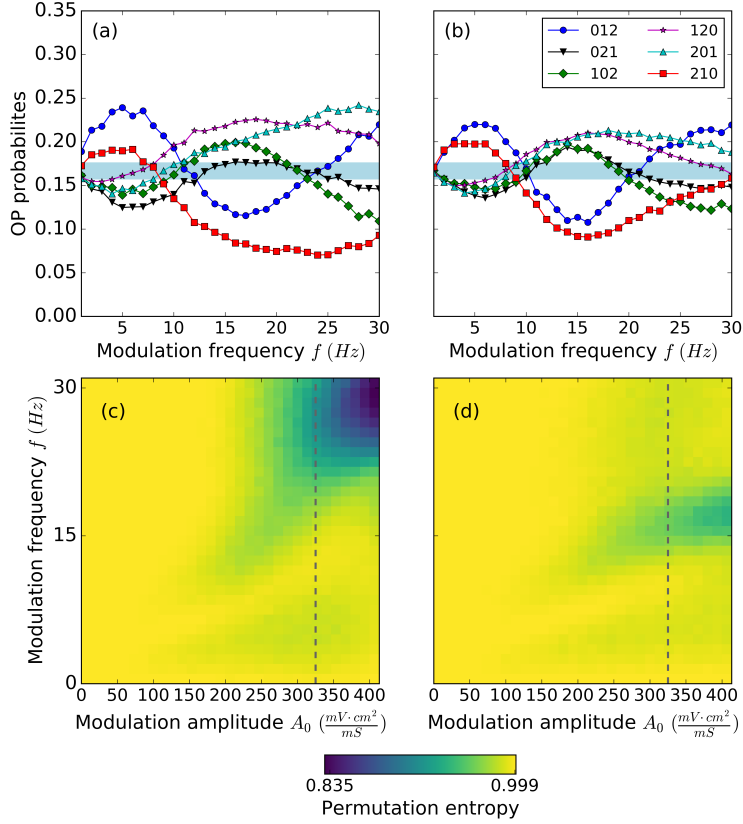 0.35
0.30
0.25
0.20
0.15
0.10
0.05
0.00
OP probabilites
(a)
5 10 15 20 25 30
Modulation frequency f (Hz)
(b)
012 120
021 201
102 210
5 10 15 20 25 30
Modulation frequency f (Hz)
30
15
0
Modulation frequency f (Hz)
(c)
0 50 100 150 200 250 300 350 400
Modulation amplitude A₀ (mV·cm²/mS)
(d)
0 50 100 150 200 250 300 350 400
Modulation amplitude A₀ (mV·cm²/mS)
0.835 0.999
Permutation entropy